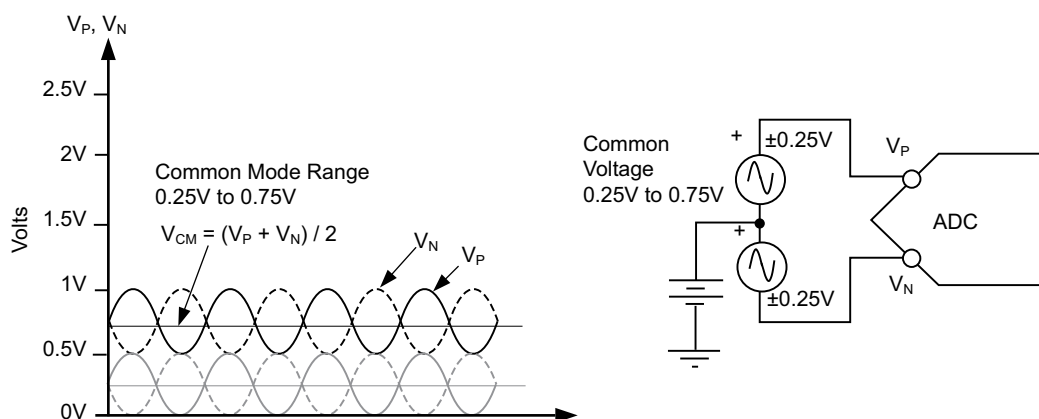 V_P, V_N
Volts
2.5V
2V
1.5V
1V
0.5V
0V
Common Mode Range
0.25V to 0.75V
V_CM = (V_P + V_N) / 2
V_N
V_P
Common
Voltage
0.25V to 0.75V
+
±0.25V
+
±0.25V
V_P
ADC
V_N